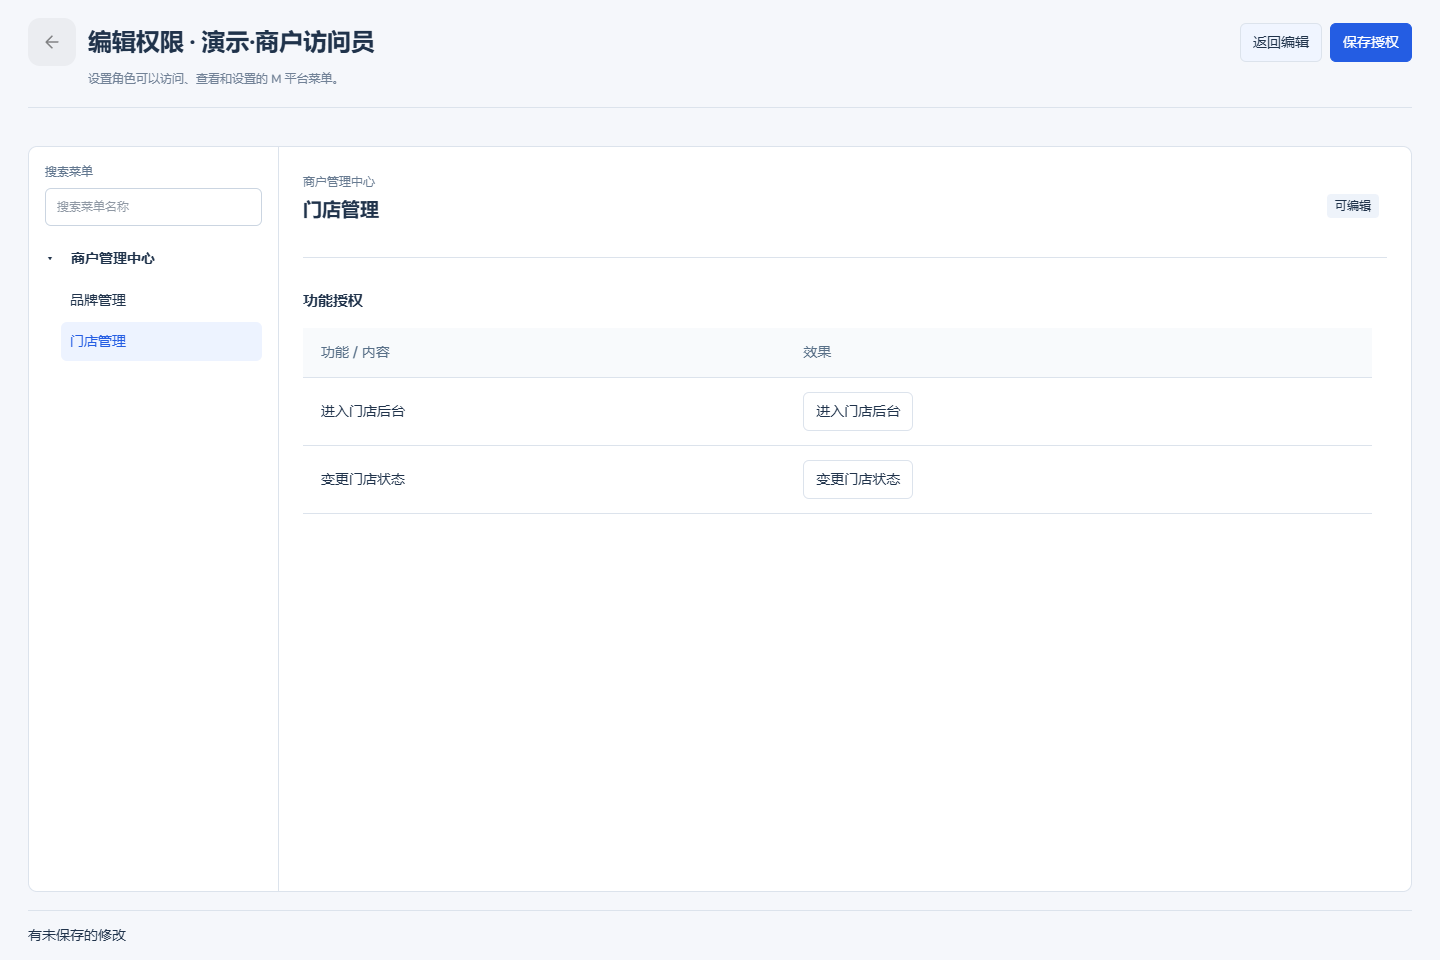 编辑权限 · 演示·商户访问员
设置角色可以访问、查看和设置的 M 平台菜单。
返回编辑
保存授权
搜索菜单
搜索菜单名称
商户管理中心
品牌管理
门店管理
商户管理中心
门店管理
可编辑
功能授权
功能 / 内容
效果
进入门店后台
进入门店后台
变更门店状态
变更门店状态
有未保存的修改